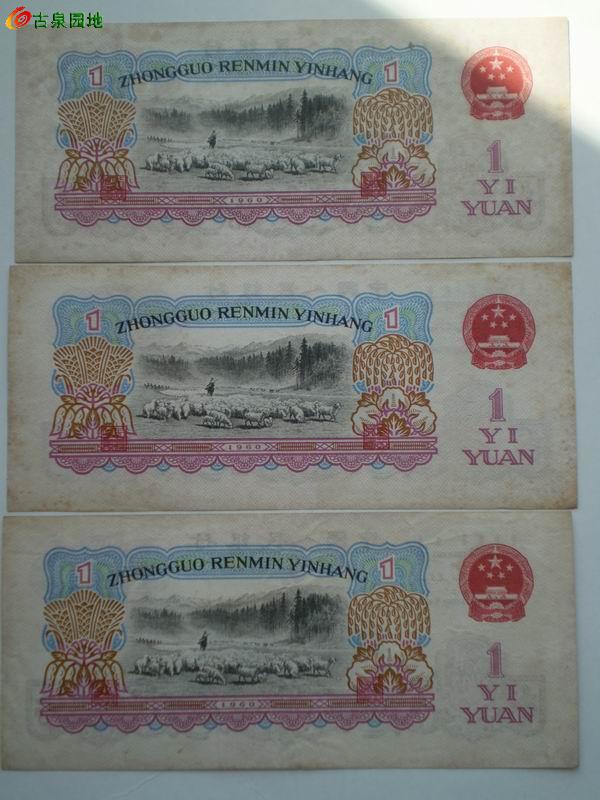 古泉园地
1 ZHONGGUO RENMIN YINHANG 1
1
YI
YUAN
1960
1 ZHONGGUO RENMIN YINHANG 1
1
YI
YUAN
1960
1 ZHONGGUO RENMIN YINHANG 1
1
YI
YUAN
1960